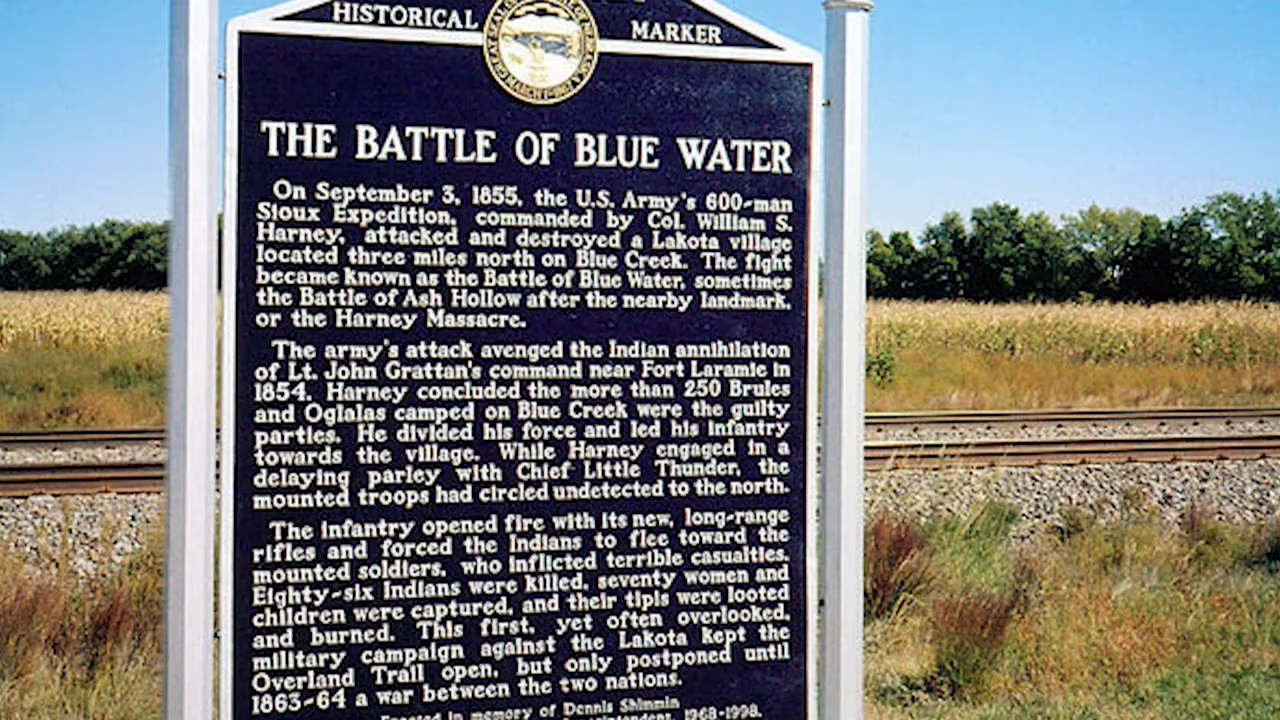 HISTORICAL MARKER
THE BATTLE OF BLUE WATER
On September 3, 1855, the U.S. Army's 600-man
Sioux Expedition, commanded by Col. William S.
Harney, attacked and destroyed a Lakota village
located three miles north on Blue Creek. The fight
became known as the Battle of Blue Water, sometimes
the Battle of Ash Hollow after the nearby landmark,
or the Harney Massacre.
The army's attack avenged the Indian annihilation
of Lt. John Grattan's command near Fort Laramie in
1854. Harney concluded the more than 250 Brules
and Oglalas camped on Blue Creek were the guilty
parties. He divided his force and led his infantry
towards the village. While Harney engaged in a
delaying parley with Chief Little Thunder, the
mounted troops had circled undetected to the north.
The infantry opened fire with its new, long-range
rifles and forced the Indians to flee toward the
mounted soldiers, who inflicted terrible casualties.
Eighty-six Indians were killed, seventy women and
children were captured, and their tipis were looted
and burned. This first, yet often overlooked,
military campaign against the Lakota kept the
Overland Trail open, but only postponed until
1863-64 a war between the two nations.
Erected in memory of Dennis Shimmin
1968-1998.